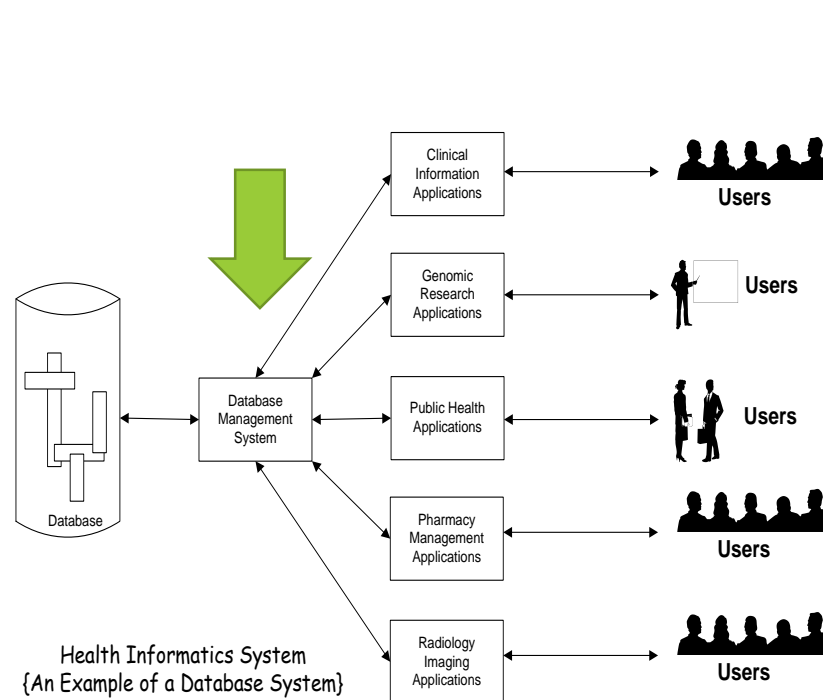 Clinical
Information
Applications
Users
Genomic
Research
Applications
Users
Database
Management
System
Public Health
Applications
Users
Database
Pharmacy
Management
Applications
Users
Radiology
Imaging
Applications
Users
Health Informatics System
{An Example of a Database System}